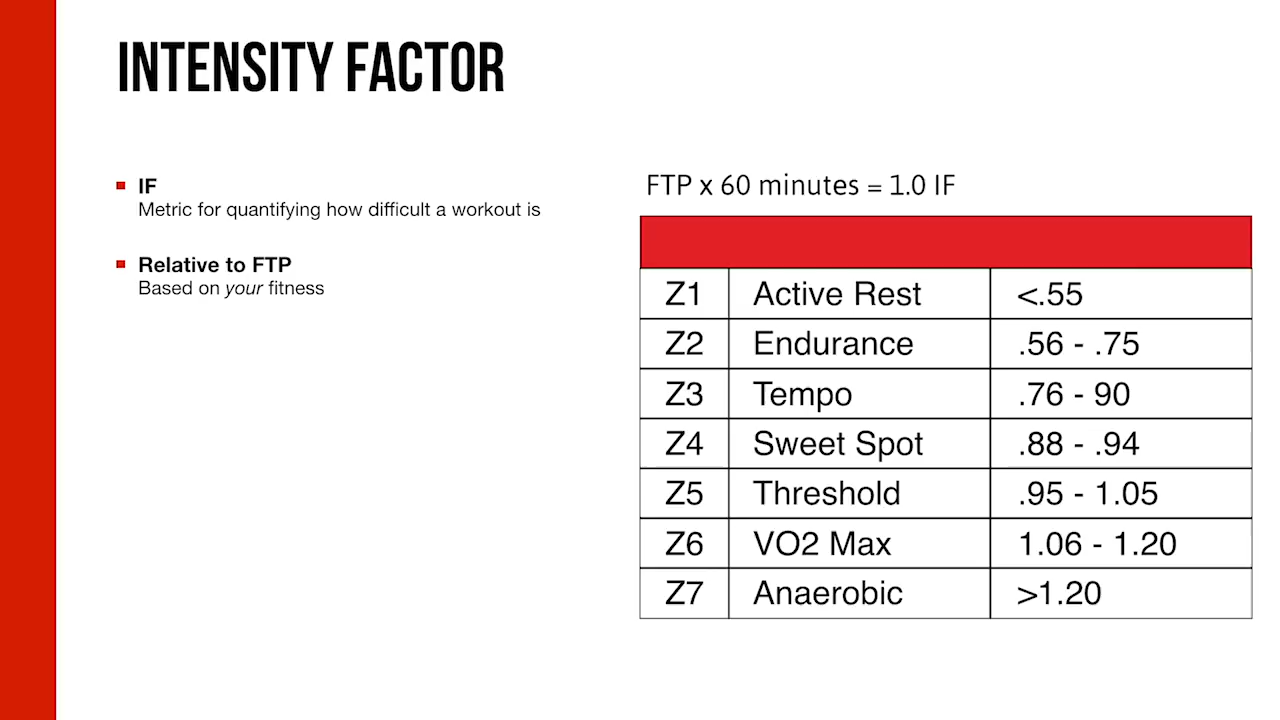 INTENSITY FACTOR
IF
Metric for quantifying how difficult a workout is
Relative to FTP
Based on your fitness
FTP x 60 minutes = 1.0 IF
Z1 Active Rest <.55
Z2 Endurance .56 - .75
Z3 Tempo .76 - 90
Z4 Sweet Spot .88 - .94
Z5 Threshold .95 - 1.05
Z6 VO2 Max 1.06 - 1.20
Z7 Anaerobic >1.20